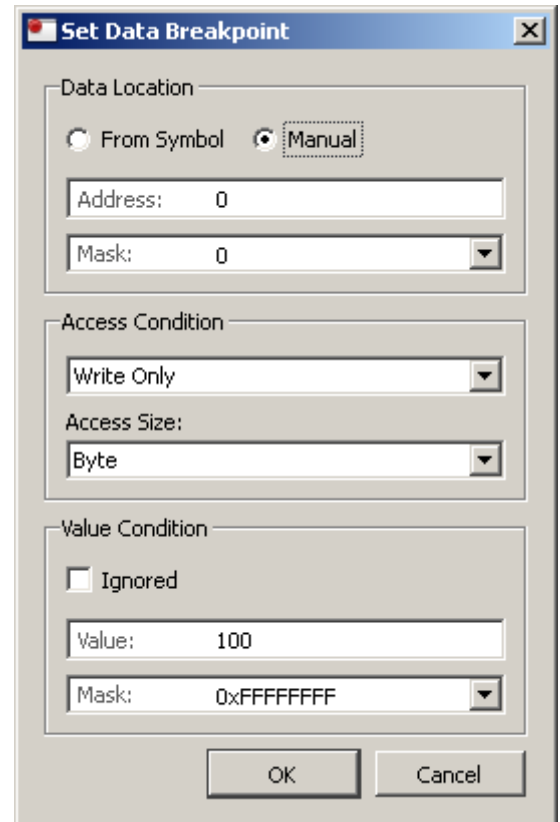 Set Data Breakpoint
Data Location
From Symbol Manual
Address: 0
Mask: 0
Access Condition
Write Only
Access Size:
Byte
Value Condition
Ignored
Value: 100
Mask: 0xFFFFFFFF
OK Cancel